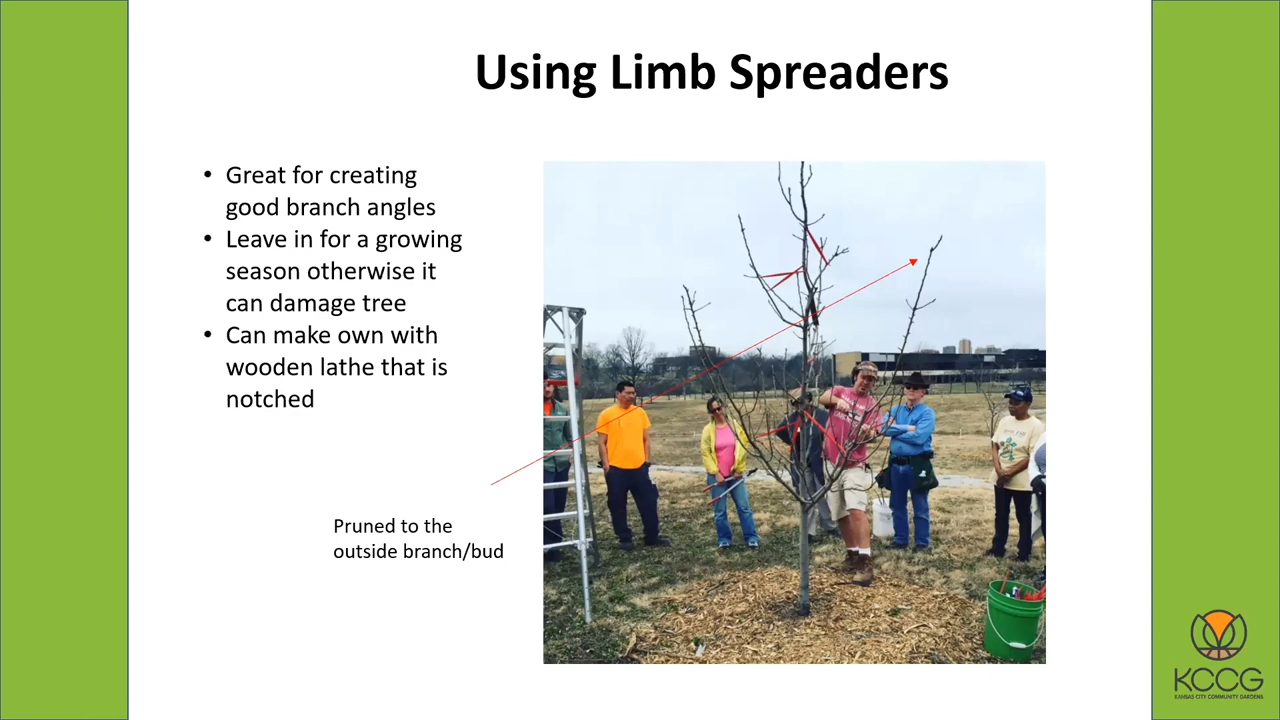 Using Limb Spreaders
• Great for creating
good branch angles
• Leave in for a growing
season otherwise it
can damage tree
• Can make own with
wooden lathe that is
notched
Pruned to the
outside branch/bud
KCCG
KANSAS CITY COMMUNITY GARDENS